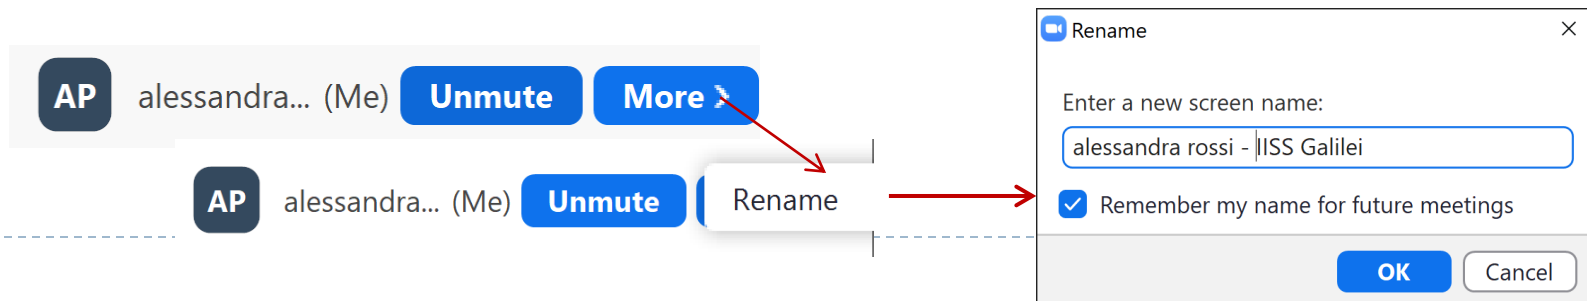 AP alessandra... (Me) Unmute More >
AP alessandra... (Me) Unmute Rename
Rename
Enter a new screen name:
alessandra rossi - IISS Galilei
Remember my name for future meetings
OK Cancel